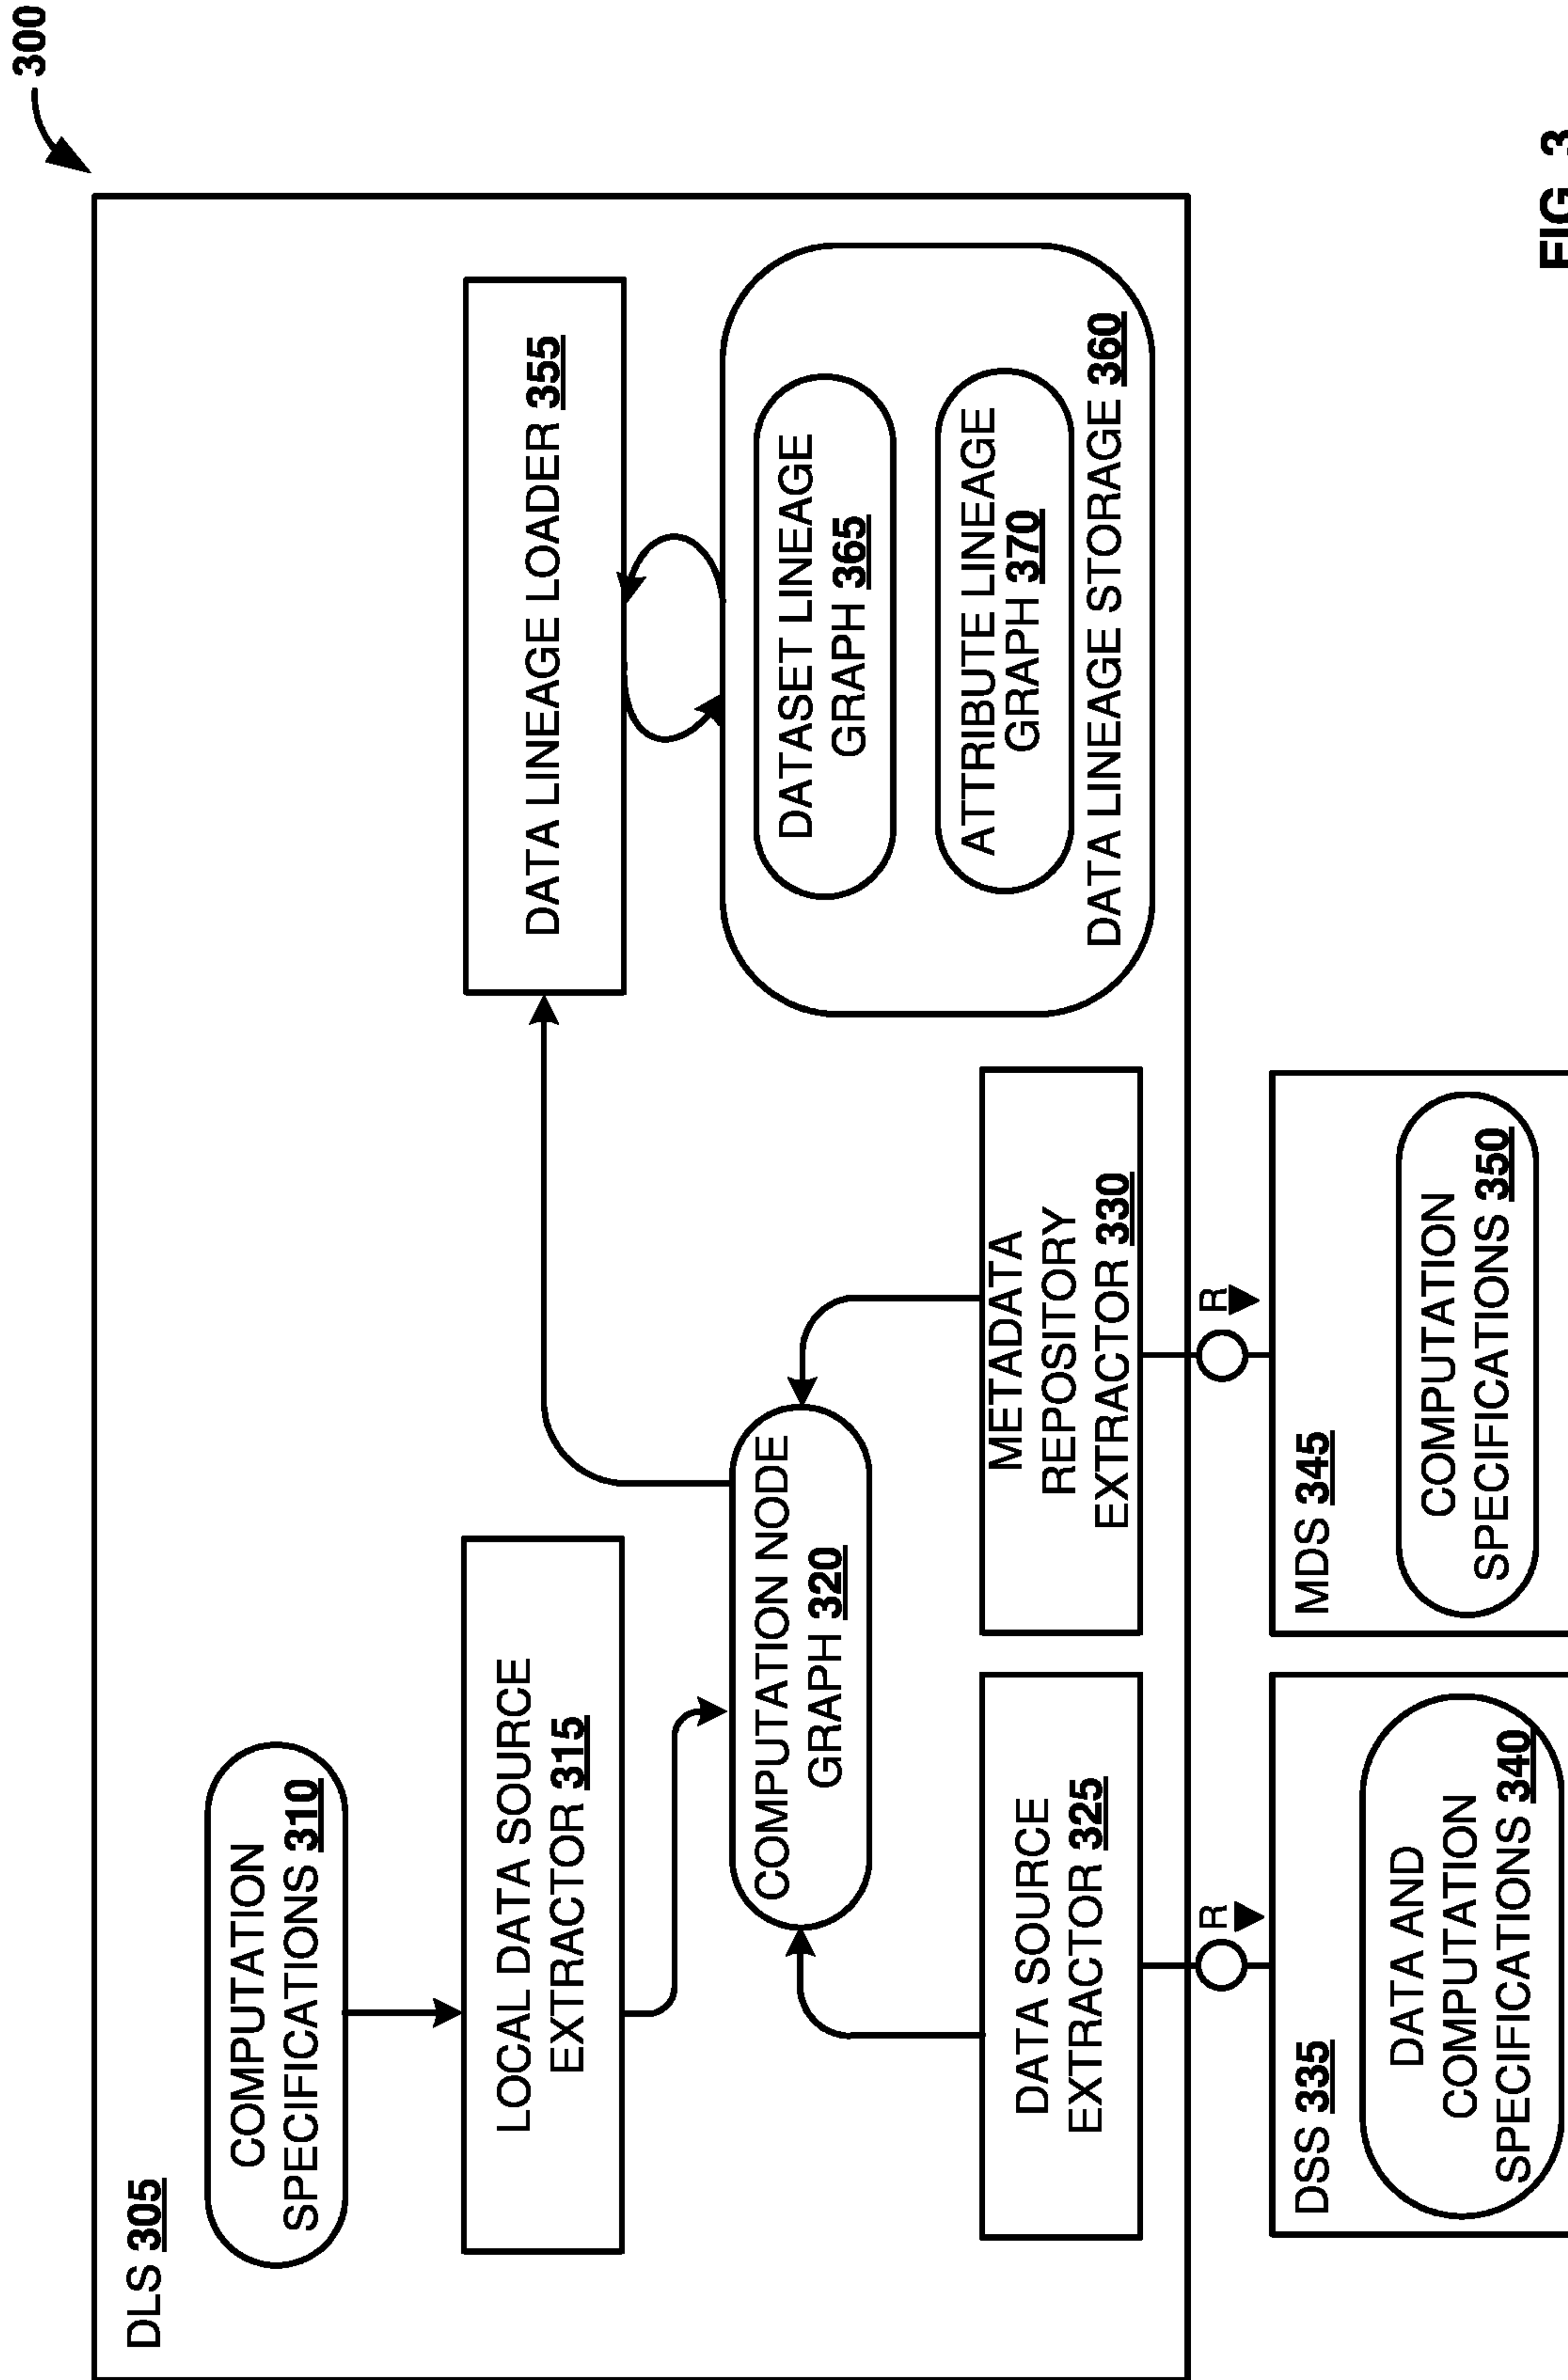 300
DLS 305
COMPUTATION
SPECIFICATIONS 310
LOCAL DATA SOURCE
EXTRACTOR 315
DATA LINEAGE LOADER 355
COMPUTATION NODE
GRAPH 320
DATASET LINEAGE
GRAPH 365
ATTRIBUTE LINEAGE
GRAPH 370
DATA LINEAGE STORAGE 360
DATA SOURCE
EXTRACTOR 325
METADATA
REPOSITORY
EXTRACTOR 330
R
R
DSS 335
DATA AND
COMPUTATION
SPECIFICATIONS 340
MDS 345
COMPUTATION
SPECIFICATIONS 350
FIG. 3